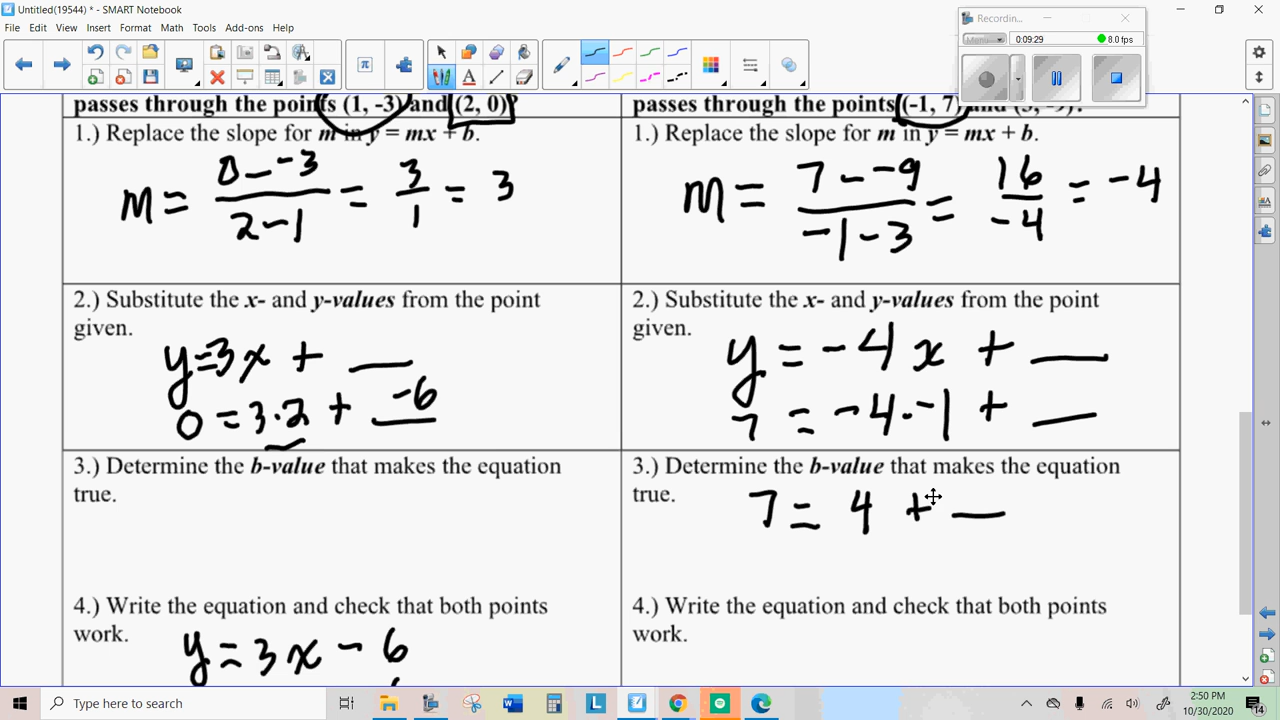 Untitled(19544) * - SMART Notebook
File Edit View Insert Format Math Tools Add-ons Help
Recordin...
Menu
0:09:29
8.0 fps
passes through the points (1, -3) and (2, 0)?
1.) Replace the slope for m in y = mx + b.
m = 0 - -3 / 2 - 1 = 3/1 = 3
2.) Substitute the x- and y-values from the point
given.
y=3x + __
0 = 3·2 + -6
3.) Determine the b-value that makes the equation
true.
4.) Write the equation and check that both points
work.
y = 3x - 6
passes through the points (-1, 7) and
1.) Replace the slope for m in y = mx + b.
m = 7 - -9 / -1 - 3 = 16 / -4 = -4
2.) Substitute the x- and y-values from the point
given.
y = -4x + __
7 = -4·-1 + __
3.) Determine the b-value that makes the equation
true.
7 = 4 + __
4.) Write the equation and check that both points
work.
Type here to search
2:50 PM
10/30/2020
14